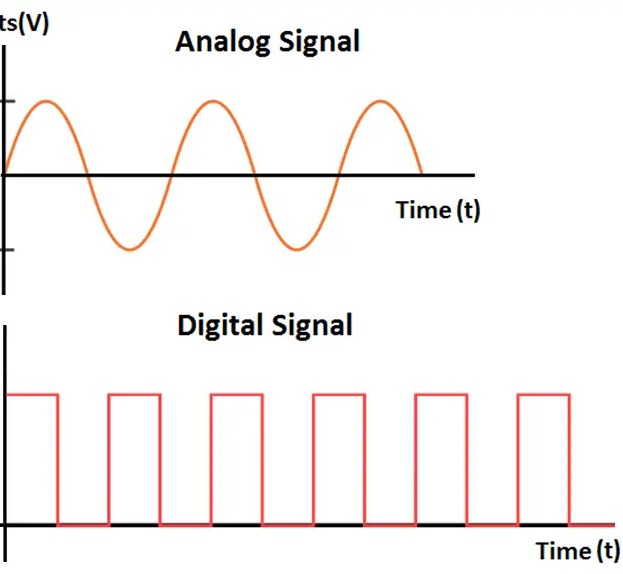 ts(V)
Analog Signal
Time (t)
Digital Signal
Time (t)